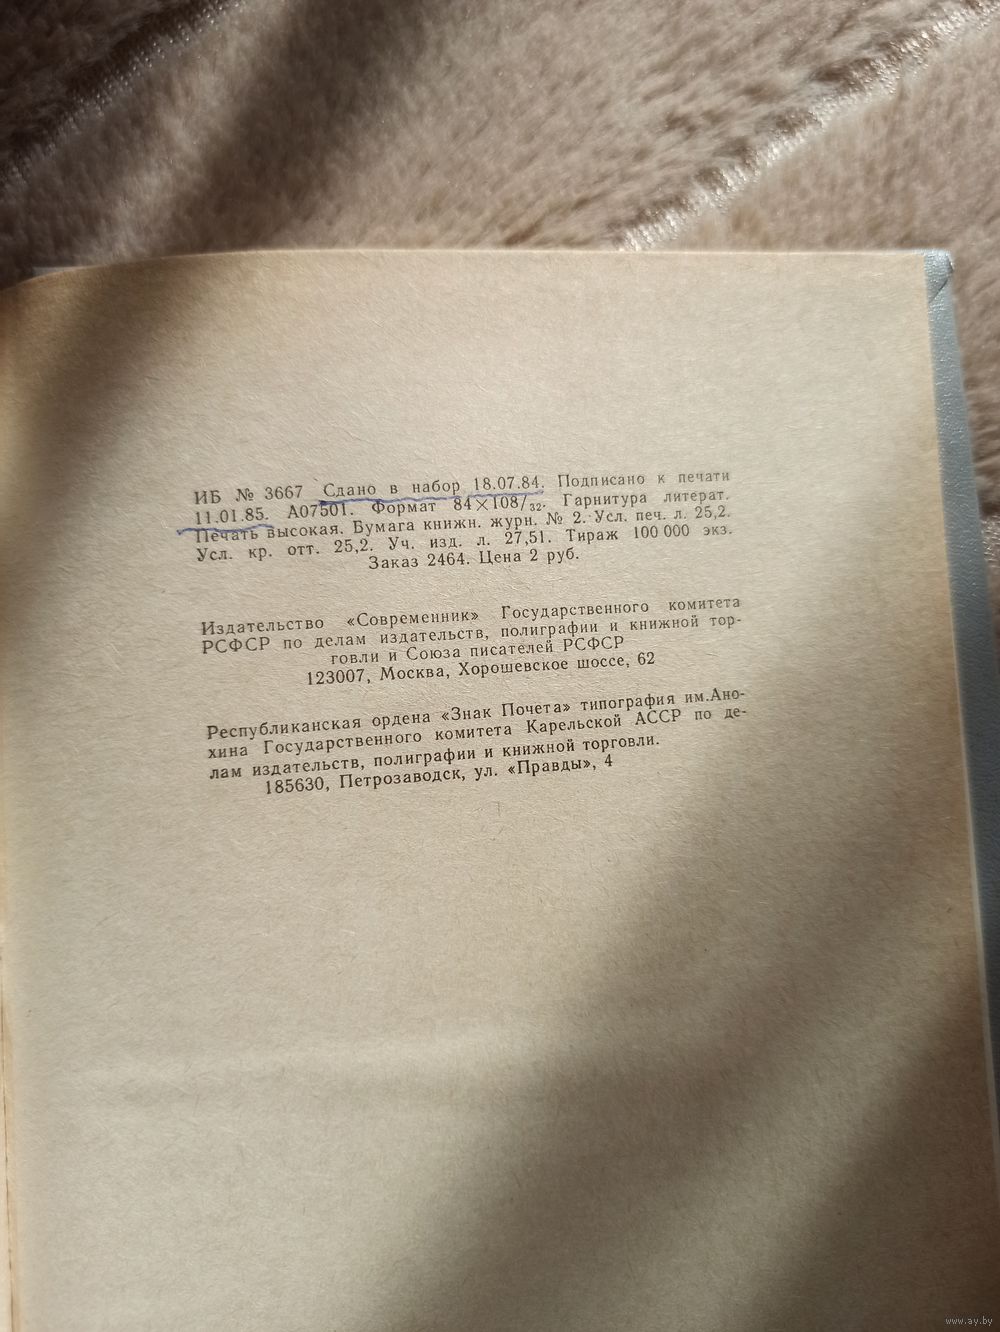 ИБ № 3667 Сдано в набор 18.07.84. Подписано к печати
11.01.85. А07501. Формат 84×108/32. Гарнитура литерат.
Печать высокая. Бумага книжн. журн. № 2. Усл. печ. л. 25,2.
Усл. кр. отт. 25,2. Уч. изд. л. 27,51. Тираж 100 000 экз.
Заказ 2464. Цена 2 руб.
Издательство «Современник» Государственного комитета
РСФСР по делам издательств, полиграфии и книжной тор-
говли и Союза писателей РСФСР
123007, Москва, Хорошевское шоссе, 62
Республиканская ордена «Знак Почета» типография им.Ано-
хина Государственного комитета Карельской АССР по де-
лам издательств, полиграфии и книжной торговли.
185630, Петрозаводск, ул. «Правды», 4
www.ay.by